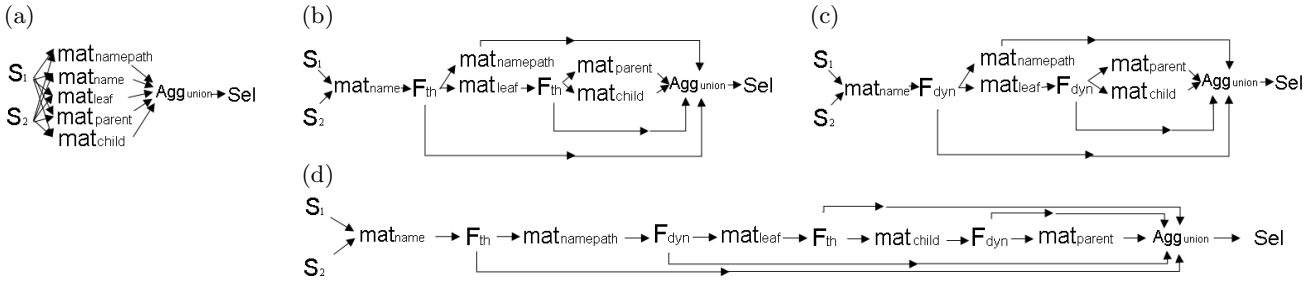 (a)
S1
S2
matnamepath
matname
matleaf
matparent
matchild
Aggunion
Sel
(b)
S1
S2
matname
Fth
matnamepath
matleaf
Fth
matparent
matchild
Aggunion
Sel
(c)
S1
S2
matname
Fdyn
matnamepath
matleaf
Fdyn
matparent
matchild
Aggunion
Sel
(d)
S1
S2
matname
Fth
matnamepath
Fdyn
matleaf
Fth
matchild
Fdyn
matparent
Aggunion
Sel